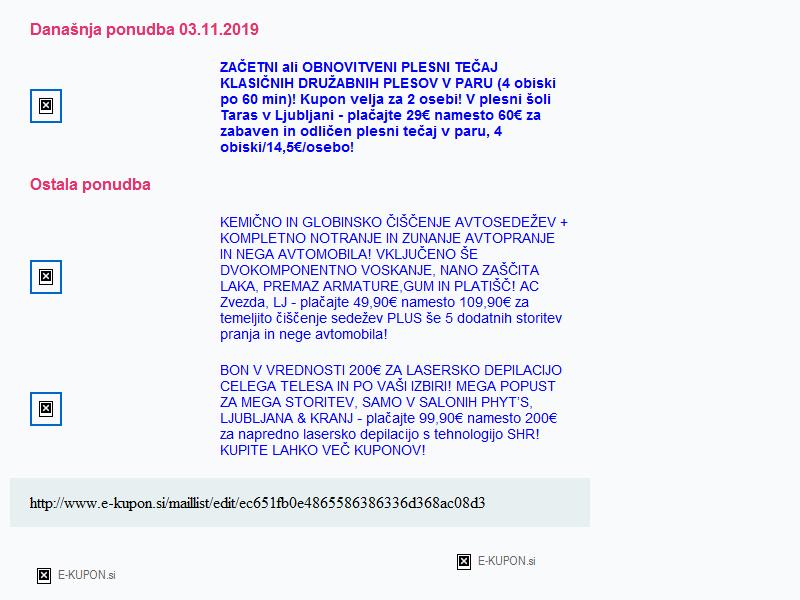 Današnja ponudba 03.11.2019
ZAČETNI ali OBNOVITVENI PLESNI TEČAJ
KLASIČNIH DRUŽABNIH PLESOV V PARU (4 obiski
po 60 min)! Kupon velja za 2 osebi! V plesni šoli
Taras v Ljubljani - plačajte 29€ namesto 60€ za
zabaven in odličen plesni tečaj v paru, 4
obiski/14,5€/osebo!
Ostala ponudba
KEMIČNO IN GLOBINSKO ČIŠČENJE AVTOSEDEŽEV +
KOMPLETNO NOTRANJE IN ZUNANJE AVTOPRANJE
IN NEGA AVTOMOBILA! VKLJUČENO ŠE
DVOKOMPONENTNO VOSKANJE, NANO ZAŠČITA
LAKA, PREMAZ ARMATURE,GUM IN PLATIŠČ! AC
Zvezda, LJ - plačajte 49,90€ namesto 109,90€ za
temeljito čiščenje sedežev PLUS še 5 dodatnih storitev
pranja in nege avtomobila!
BON V VREDNOSTI 200€ ZA LASERSKO DEPILACIJO
CELEGA TELESA IN PO VAŠI IZBIRI! MEGA POPUST
ZA MEGA STORITEV, SAMO V SALONIH PHYT'S,
LJUBLJANA & KRANJ - plačajte 99,90€ namesto 200€
za napredno lasersko depilacijo s tehnologijo SHR!
KUPITE LAHKO VEČ KUPONOV!
http://www.e-kupon.si/maillist/edit/ec651fb0e4865586386336d368ac08d3
E-KUPON.si
E-KUPON.si